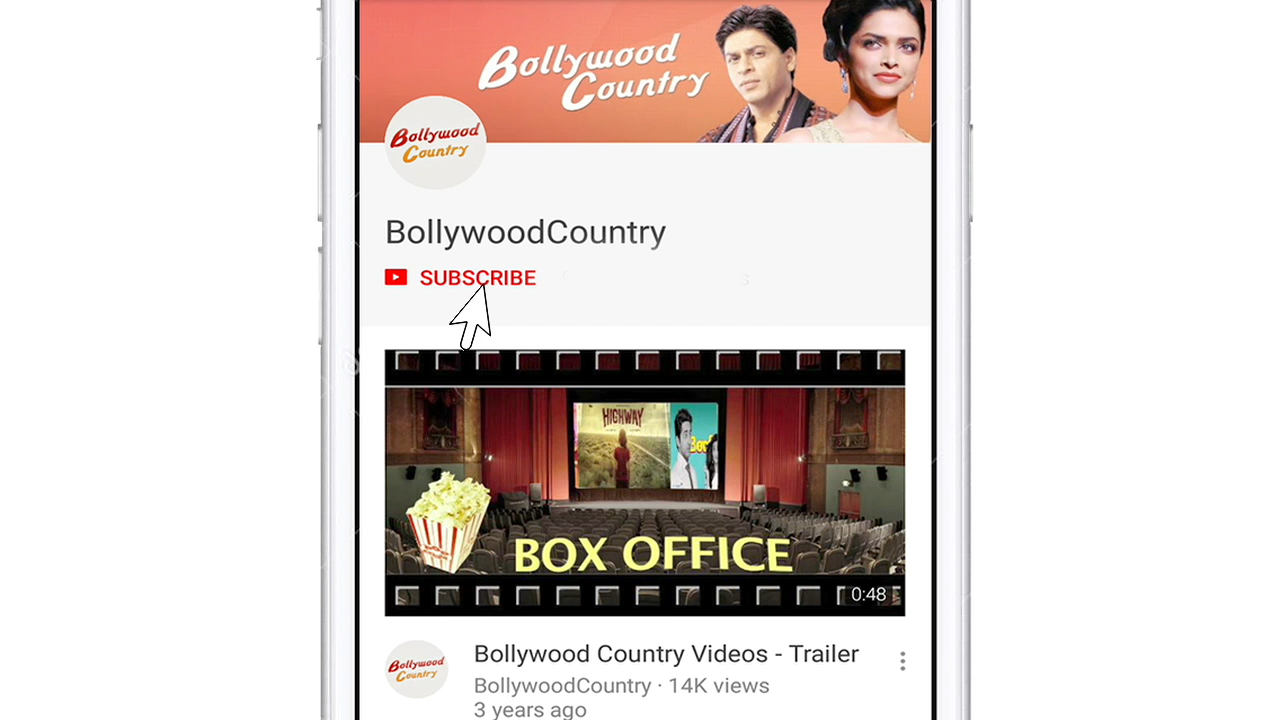 Bollywood
Country
Bollywood
Country
BollywoodCountry
SUBSCRIBE
HIGHWAY
BOX OFFICE
0:48
Bollywood Country Videos - Trailer
Bollywood
Country
BollywoodCountry · 14K views
3 years ago